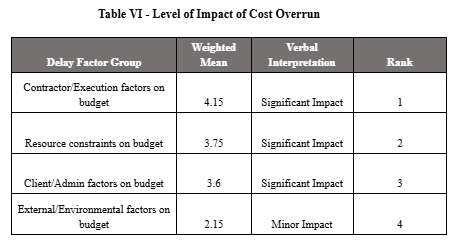 Table VI - Level of Impact of Cost Overrun
Delay Factor Group Weighted Mean Verbal Interpretation Rank
Contractor/Execution factors on budget 4.15 Significant Impact 1
Resource constraints on budget 3.75 Significant Impact 2
Client/Admin factors on budget 3.6 Significant Impact 3
External/Environmental factors on budget 2.15 Minor Impact 4